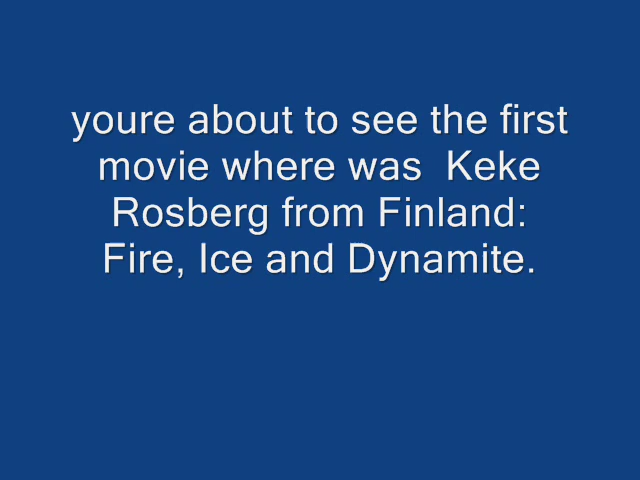 youre about to see the first
movie where was  Keke
Rosberg from Finland:
Fire, Ice and Dynamite.